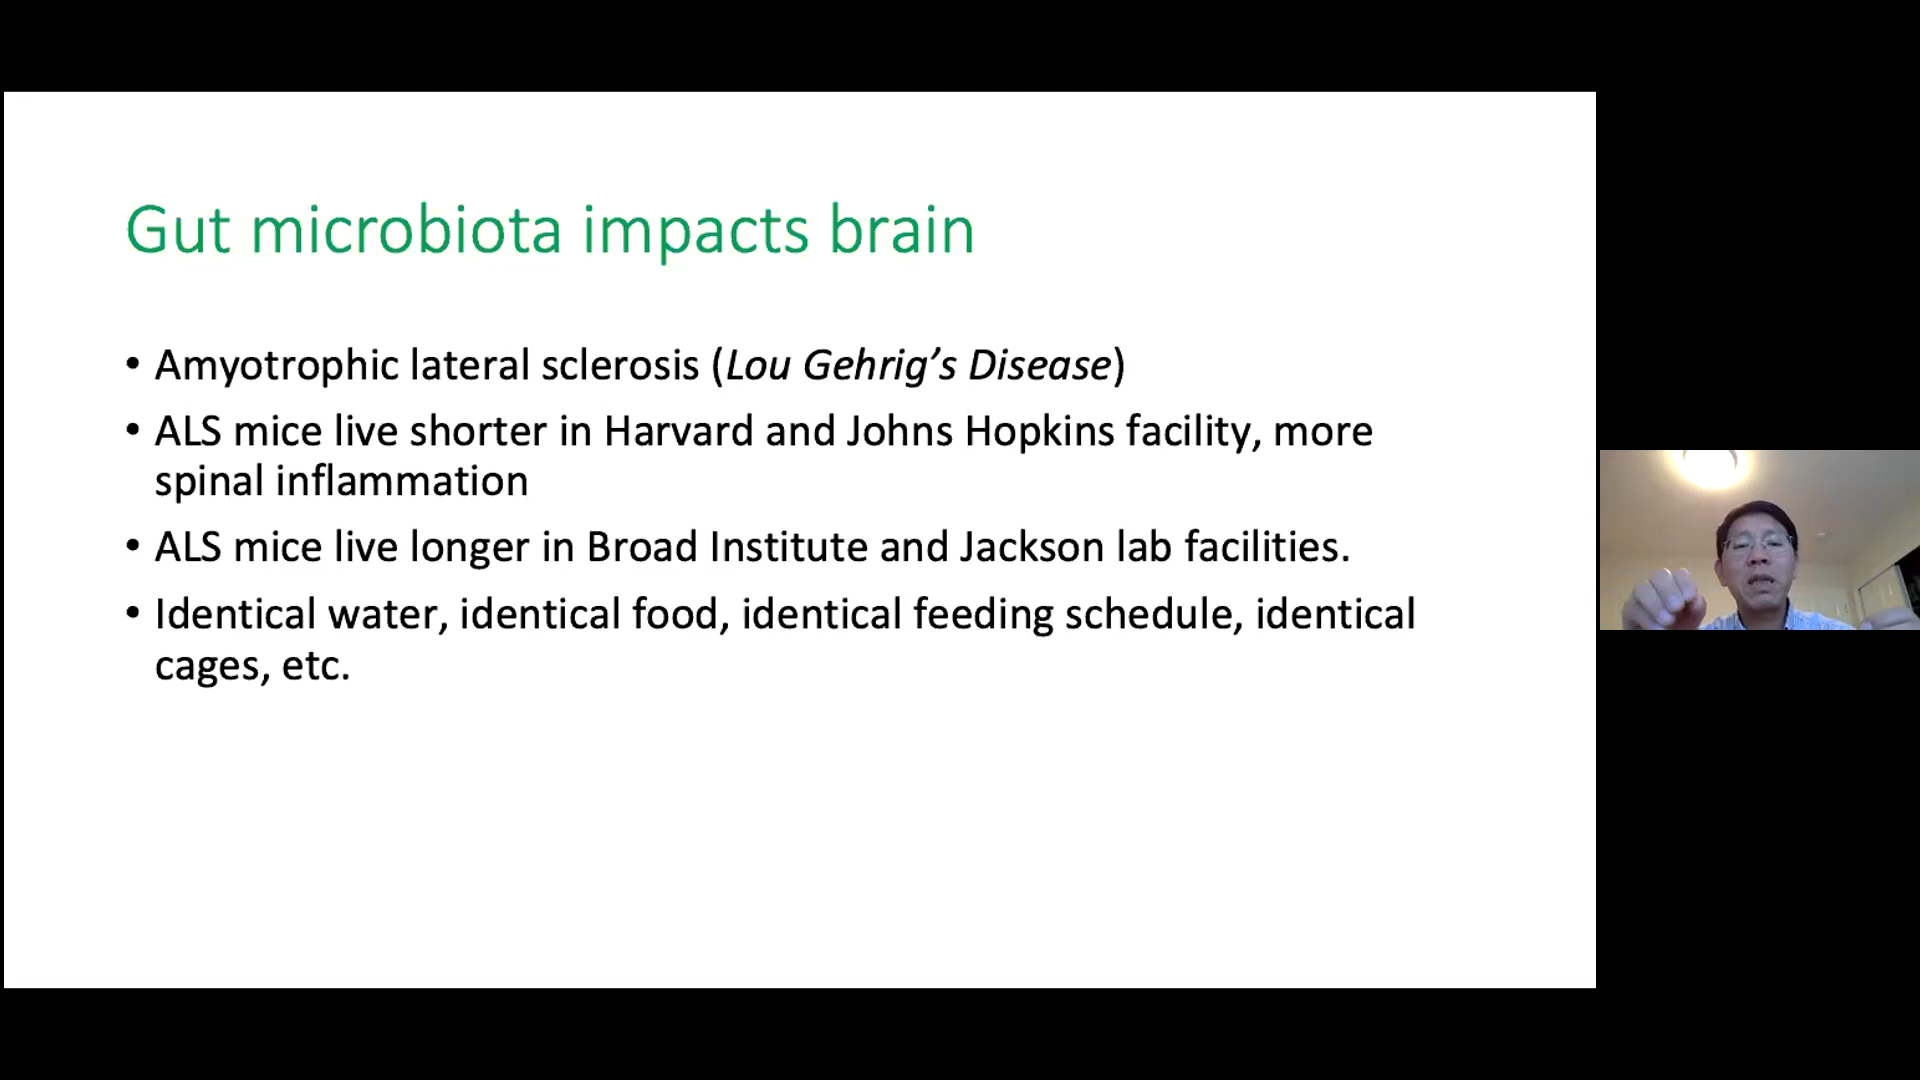 Gut microbiota impacts brain
• Amyotrophic lateral sclerosis (Lou Gehrig’s Disease)
• ALS mice live shorter in Harvard and Johns Hopkins facility, more
spinal inflammation
• ALS mice live longer in Broad Institute and Jackson lab facilities.
• Identical water, identical food, identical feeding schedule, identical
cages, etc.